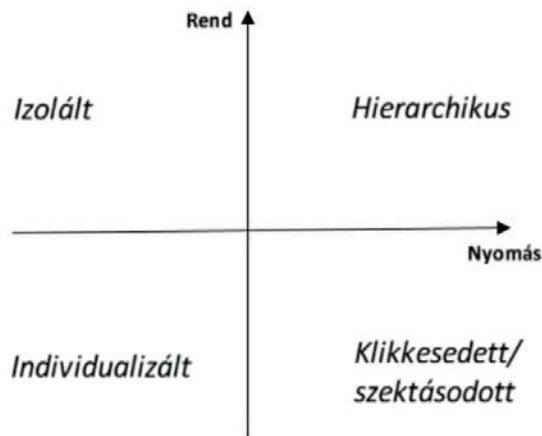 Rend
Izolált
Hierarchikus
Nyomás
Individualizált
Klikkesedett/
szektásodott